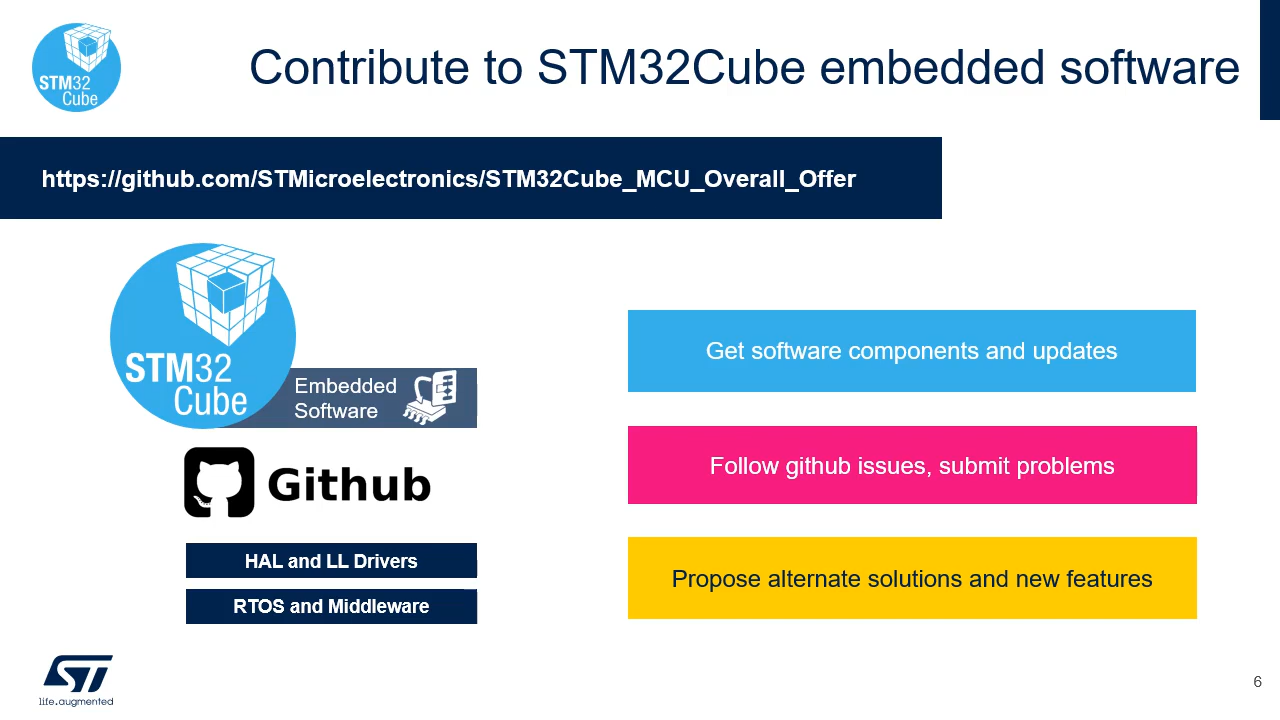 STM32
Cube
Contribute to STM32Cube embedded software
https://github.com/STMicroelectronics/STM32Cube_MCU_Overall_Offer
STM32
Cube
Embedded
Software
Github
HAL and LL Drivers
RTOS and Middleware
Get software components and updates
Follow github issues, submit problems
Propose alternate solutions and new features
ST
life.augmented
6